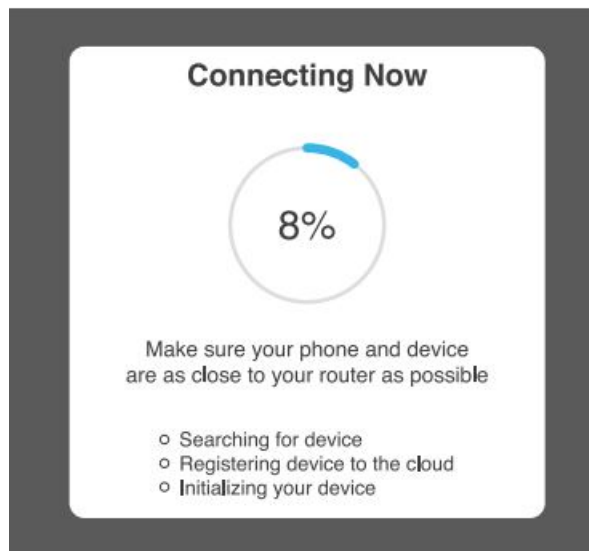 Connecting Now
8%
Make sure your phone and device
are as close to your router as possible
Searching for device
Registering device to the cloud
Initializing your device